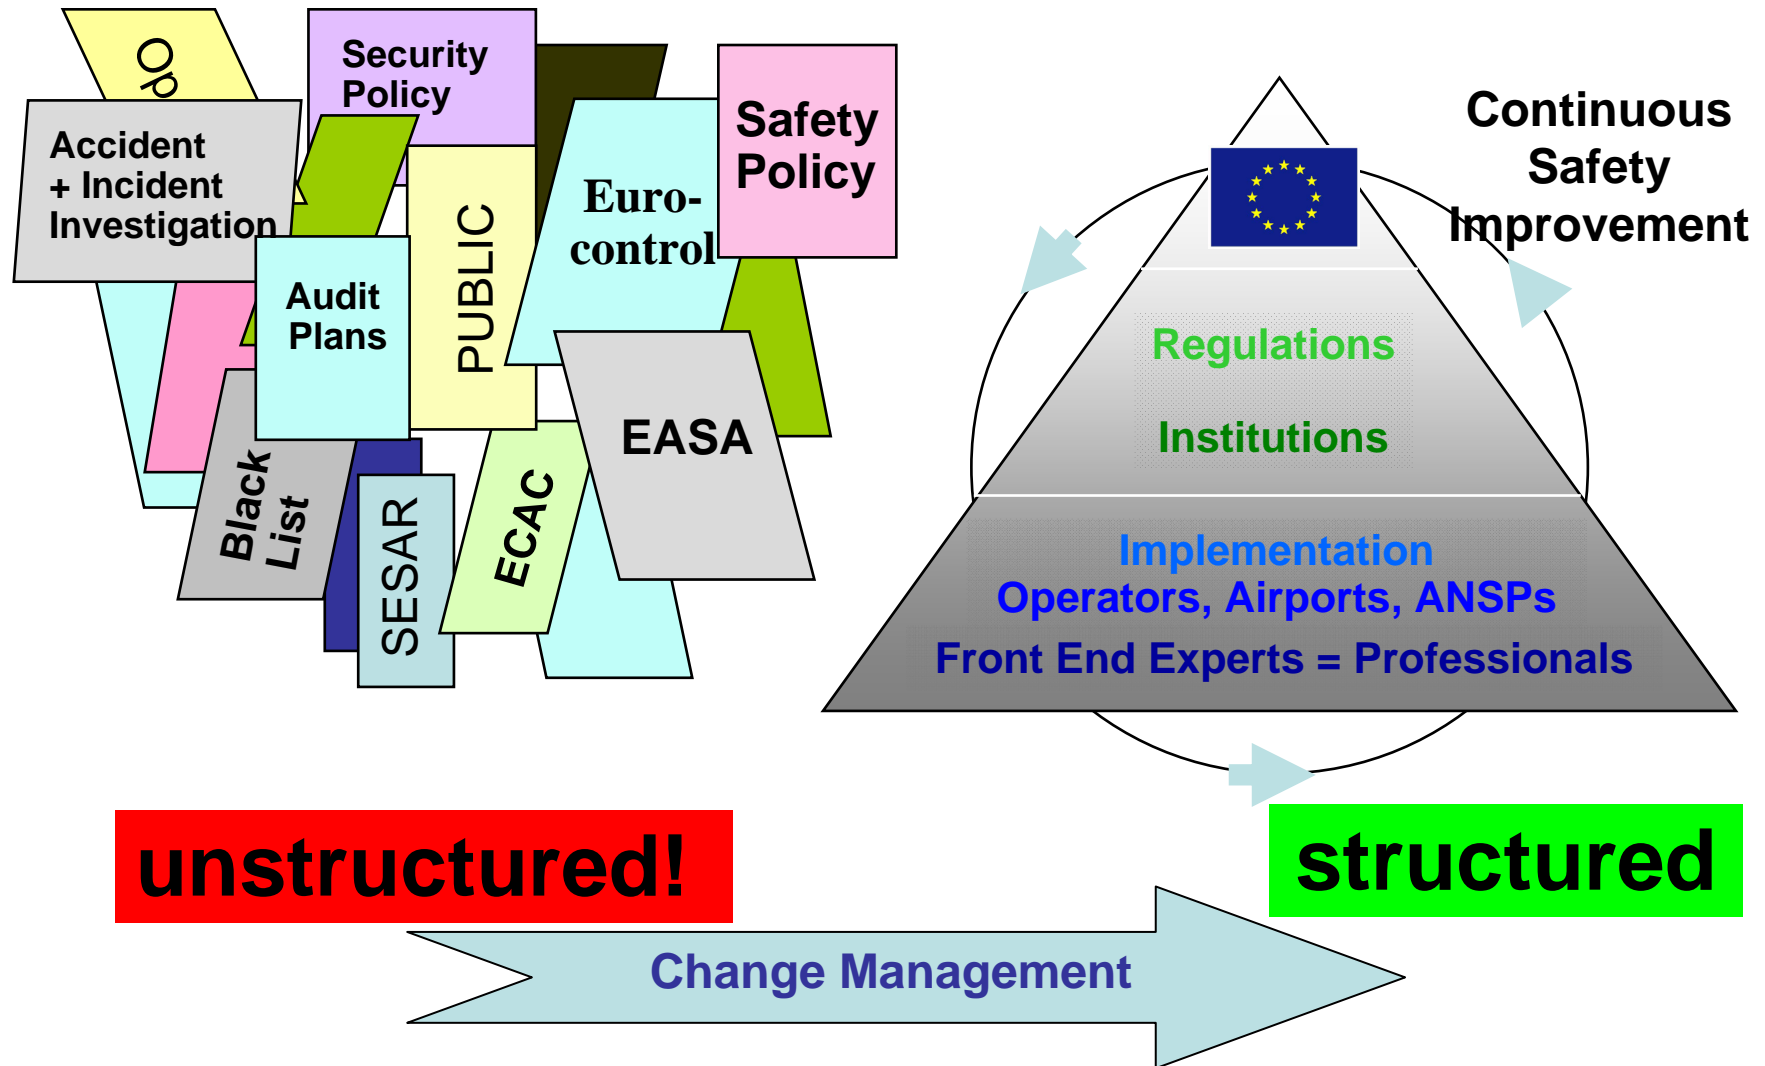 Op
Security
Policy
Accident
+ Incident
Investigation
Safety
Policy
Euro-
control
PUBLIC
Audit
Plans
EASA
Black
List
SESAR
ECAC
Continuous
Safety
Improvement
Regulations
Institutions
Implementation
Operators, Airports, ANSPs
Front End Experts = Professionals
unstructured!
structured
Change Management